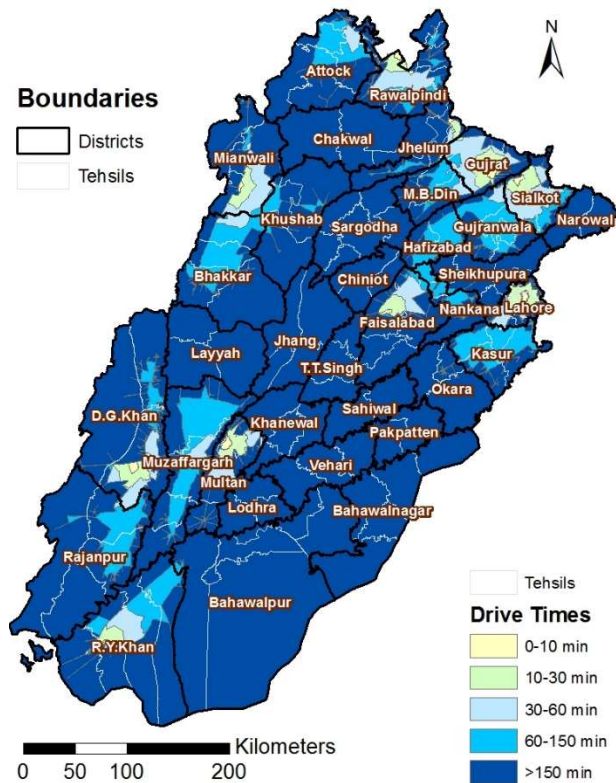 N
Attock
Rawalpindi
Boundaries
Districts
Tehsils
Chakwal
Jhelum
Mianwali
Gujrat
M.B.Din
Sialkot
Khushab
Gujranwala
Narowal
Sargodha
Hafizabad
Bhakkar
Sheikhupura
Chiniot
Nankana
Lahore
Faisalabad
Jhang
Layyah
T.T.Singh
Kasur
Okara
D.G.Khan
Khanewal
Sahiwal
Pakpatten
Muzaffargarh
Vehari
Multan
Lodhra
Bahawalnagar
Rajanpur
Bahawalpur
R.Y.Khan
Tehsils
Drive Times
0-10 min
10-30 min
30-60 min
60-150 min
>150 min
Kilometers
0 50 100 200